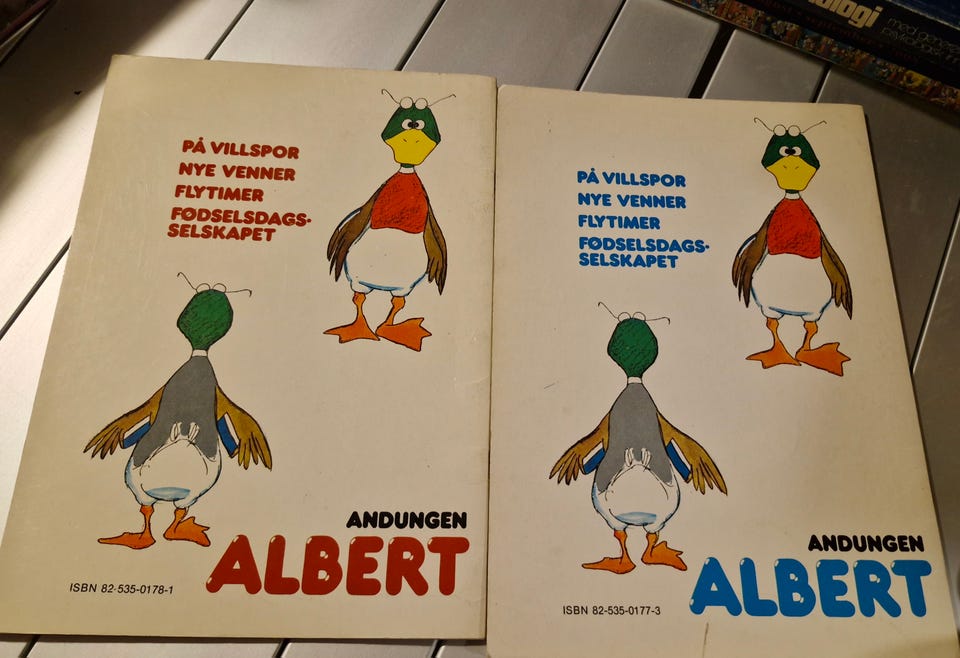 PÅ VILLSPOR
NYE VENNER
FLYTIMER
FØDSELSDAGS-
SELSKAPET
ANDUNGEN
ALBERT
ISBN 82-535-0178-1
PÅ VILLSPOR
NYE VENNER
FLYTIMER
FØDSELSDAGS-
SELSKAPET
ANDUNGEN
ALBERT
ISBN 82-535-0177-3